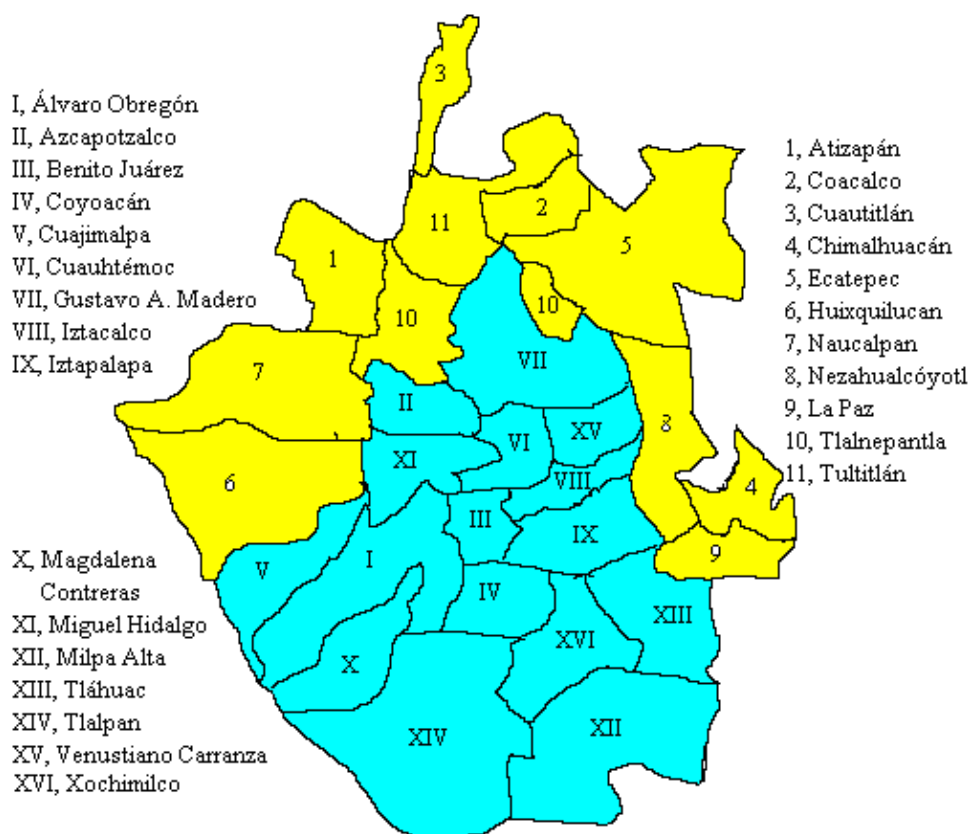 I, Álvaro Obregón
II, Azcapotzalco
III, Benito Juárez
IV, Coyoacán
V, Cuajimalpa
VI, Cuauhtémoc
VII, Gustavo A. Madero
VIII, Iztacalco
IX, Iztapalapa
X, Magdalena
Contreras
XI, Miguel Hidalgo
XII, Milpa Alta
XIII, Tláhuac
XIV, Tlalpan
XV, Venustiano Carranza
XVI, Xochimilco
1, Atizapán
2, Coacalco
3, Cuautitlán
4, Chimalhuacán
5, Ecatepec
6, Huixquilucan
7, Naucalpan
8, Nezahualcóyotl
9, La Paz
10, Tlalnepantla
11, Tultitlán
3
2
11
5
1
10
10
VII
7
II
8
VI
XV
XI
VIII
6
4
III
IX
9
V
I
IV
XIII
XVI
X
XIV
XII